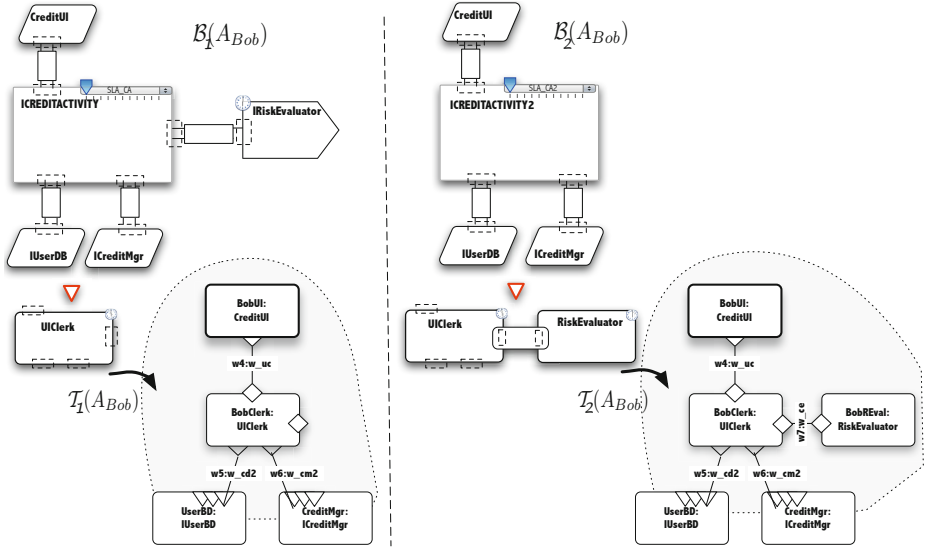 CreditUI
B1(ABob)
SLA_CA
ICREDITACTIVITY
IRiskEvaluator
IUserDB
ICreditMgr
UIClerk
T1(ABob)
BobUI:
CreditUI
w4:w_uc
BobClerk:
UIClerk
w5:w_cd2
w6:w_cm2
UserBD:
IUserBD
CreditMgr:
ICreditMgr
CreditUI
B2(ABob)
SLA_CA2
ICREDITACTIVITY2
IUserDB
ICreditMgr
UIClerk
RiskEvaluator
T2(ABob)
BobUI:
CreditUI
w4:w_uc
BobClerk:
UIClerk
w7:w_ce
BobREval:
RiskEvaluator
w5:w_cd2
w6:w_cm2
UserBD:
IUserBD
CreditMgr:
ICreditMgr